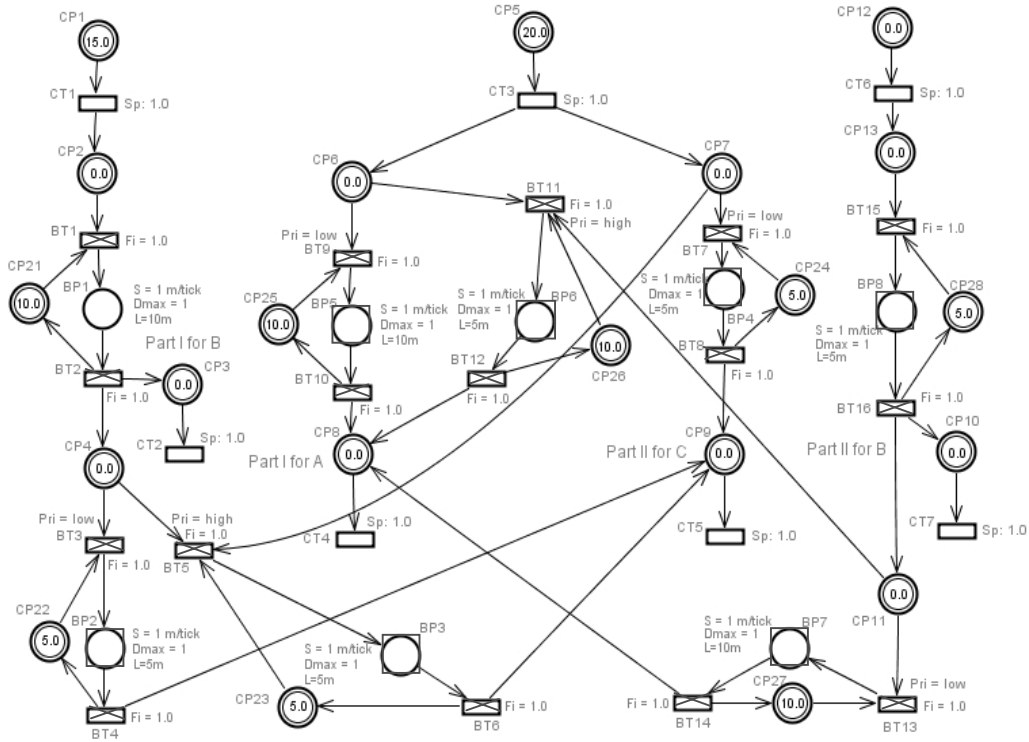 CP1
15.0
CT1
Sp: 1.0
CP2
0.0
BT1
Fi = 1.0
CP21
10.0
BP1
S = 1 m/tick
Dmax = 1
L=10m
Part I for B
BT2
Fi = 1.0
CP3
0.0
Sp: 1.0
CT2
CP4
0.0
Pri = low
BT3
Fi = 1.0
Pri = high
Fi = 1.0
BT5
CP22
5.0
BP2
S = 1 m/tick
Dmax = 1
L=5m
BT4
Fi = 1.0
CP5
20.0
CT3
Sp: 1.0
CP6
0.0
Pri = low
BT9
Fi = 1.0
CP25
10.0
BP5
S = 1 m/tick
Dmax = 1
L=10m
BT10
Fi = 1.0
CP8
0.0
Part I for A
Sp: 1.0
CT4
BT11
Fi = 1.0
Pri = high
S = 1 m/tick
Dmax = 1
L=5m
BP6
BT12
Fi = 1.0
10.0
CP26
CP7
0.0
Pri = low
BT7
Fi = 1.0
CP24
5.0
S = 1 m/tick
Dmax = 1
L=5m
BP4
BT8
Fi = 1.0
CP9
0.0
Part II for C
CT5
Sp: 1.0
BP3
S = 1 m/tick
Dmax = 1
L=5m
CP23
5.0
BT6
Fi = 1.0
CP12
0.0
CT6
Sp: 1.0
CP13
0.0
BT15
Fi = 1.0
BP8
S = 1 m/tick
Dmax = 1
L=5m
CP28
5.0
BT16
Fi = 1.0
CP10
0.0
Part II for B
CT7
Sp: 1.0
0.0
CP11
S = 1 m/tick
Dmax = 1
L=10m
BP7
CP27
10.0
Fi = 1.0
BT14
Pri = low
Fi = 1.0
BT13